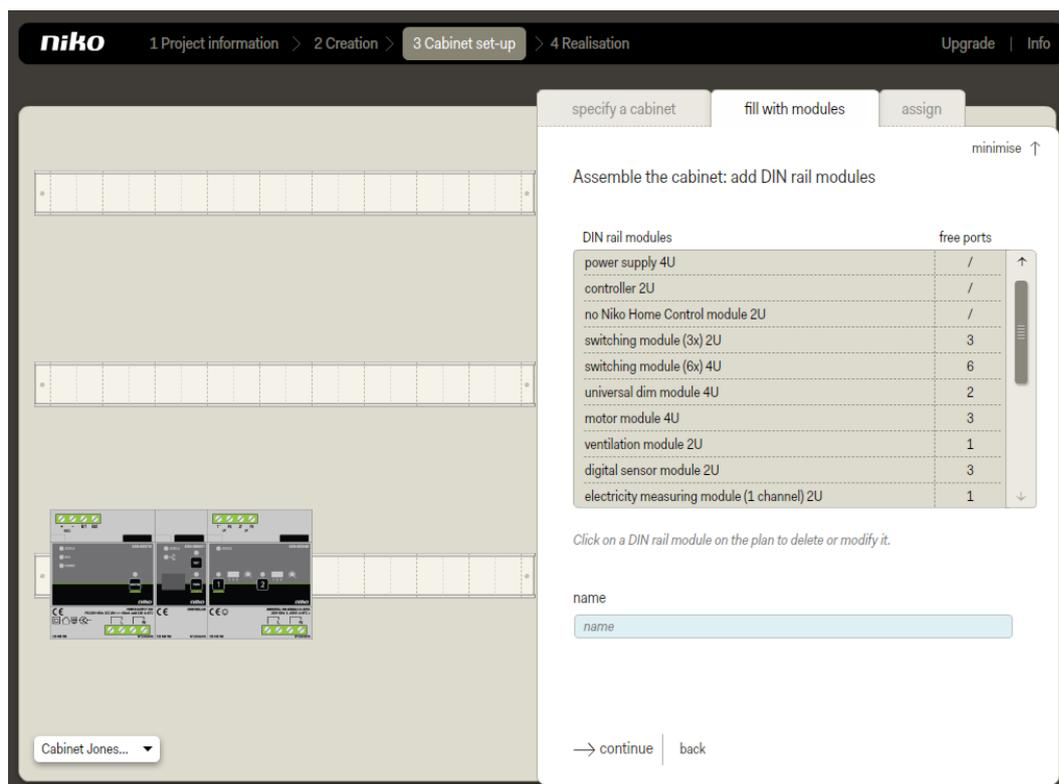 niko 1 Project information > 2 Creation > 3 Cabinet set-up > 4 Realisation Upgrade | Info
specify a cabinet fill with modules assign
minimise ↑
Assemble the cabinet: add DIN rail modules
DIN rail modules free ports
power supply 4U /
controller 2U /
no Niko Home Control module 2U /
switching module (3x) 2U 3
switching module (6x) 4U 6
universal dim module 4U 2
motor module 4U 3
ventilation module 2U 1
digital sensor module 2U 3
electricity measuring module (1 channel) 2U 1
Click on a DIN rail module on the plan to delete or modify it.
name
name
1 2
niko niko niko
Cabinet Jones...
→ continue | back